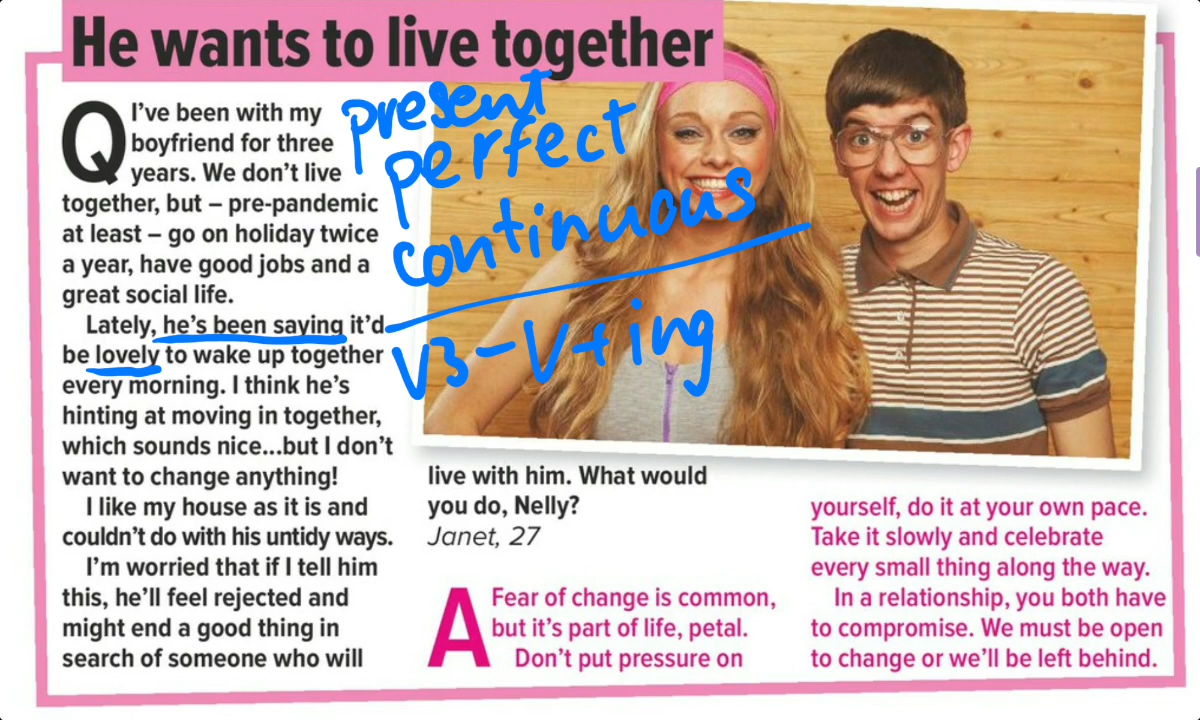 He wants to live together
Q I've been with my
boyfriend for three
years. We don't live
together, but – pre-pandemic
at least – go on holiday twice
a year, have good jobs and a
great social life.
Lately, he's been saying it'd
be lovely to wake up together
every morning. I think he's
hinting at moving in together,
which sounds nice...but I don't
want to change anything!
I like my house as it is and
couldn't do with his untidy ways.
I'm worried that if I tell him
this, he'll feel rejected and
might end a good thing in
search of someone who will
present
perfect
continuous
V3 – V+ing
live with him. What would
you do, Nelly?
Janet, 27
A Fear of change is common,
but it's part of life, petal.
Don't put pressure on
yourself, do it at your own pace.
Take it slowly and celebrate
every small thing along the way.
In a relationship, you both have
to compromise. We must be open
to change or we'll be left behind.